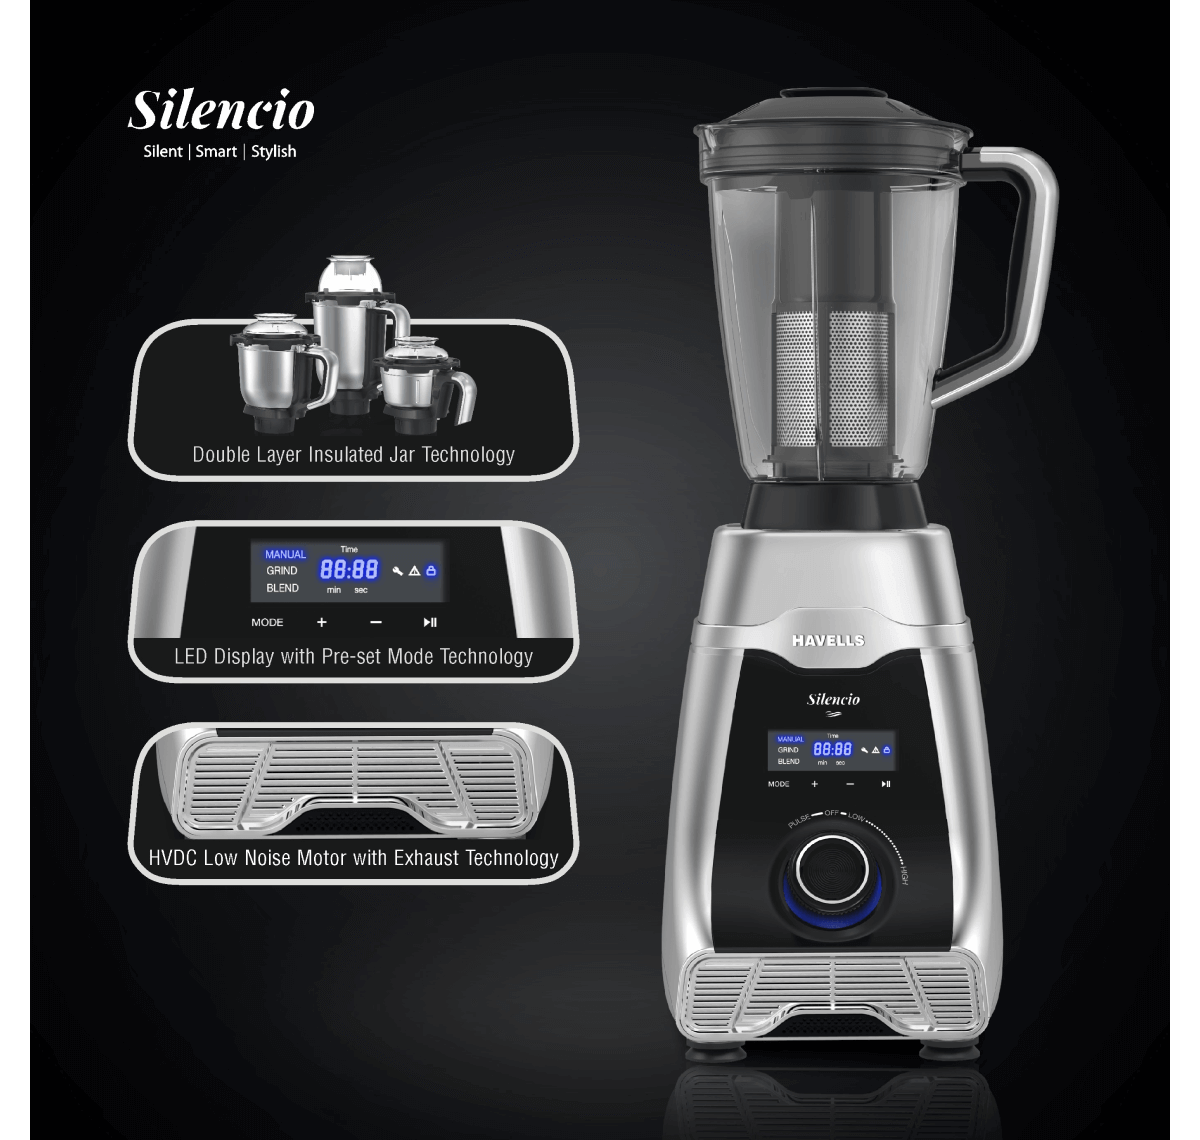 Silencio
Silent | Smart | Stylish
Double Layer Insulated Jar Technology
MANUAL
GRIND
BLEND
Time
88:88
min sec
MODE + −
LED Display with Pre-set Mode Technology
HVDC Low Noise Motor with Exhaust Technology
HAVELLS
Silencio
MANUAL
GRIND
BLEND
Time
88:88
min sec
MODE + −
PULSE OFF LOW
HIGH